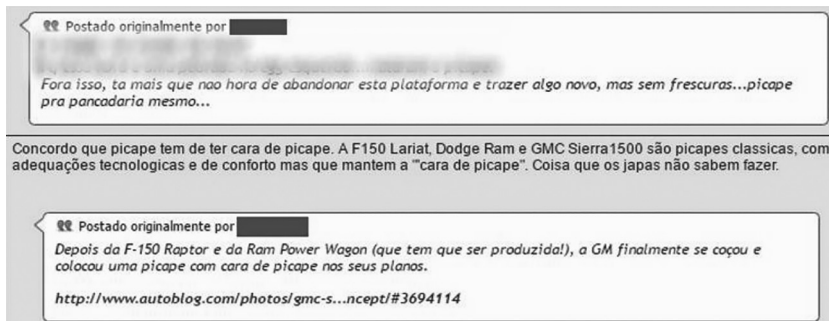 Postado originalmente por
Fora isso, ta mais que nao hora de abandonar esta plataforma e trazer algo novo, mas sem frescuras...picape
pra pancadaria mesmo...
Concordo que picape tem de ter cara de picape. A F150 Lariat, Dodge Ram e GMC Sierra1500 são picapes classicas, com
adequações tecnologicas e de conforto mas que mantem a ""cara de picape". Coisa que os japas não sabem fazer.
Postado originalmente por
Depois da F-150 Raptor e da Ram Power Wagon (que tem que ser produzida!), a GM finalmente se coçou e
colocou uma picape com cara de picape nos seus planos.
http://www.autoblog.com/photos/gmc-s...ncept/#3694114